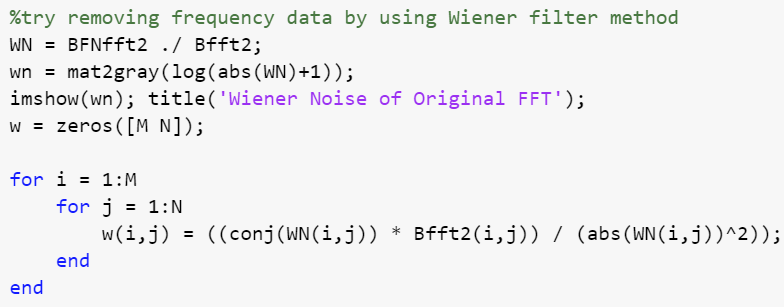 %try removing frequency data by using Wiener filter method
WN = BFNfft2 ./ Bfft2;
wn = mat2gray(log(abs(WN)+1));
imshow(wn); title('Wiener Noise of Original FFT');
w = zeros([M N]);
for i = 1:M
    for j = 1:N
        w(i,j) = ((conj(WN(i,j)) * Bfft2(i,j)) / (abs(WN(i,j))^2));
    end
end